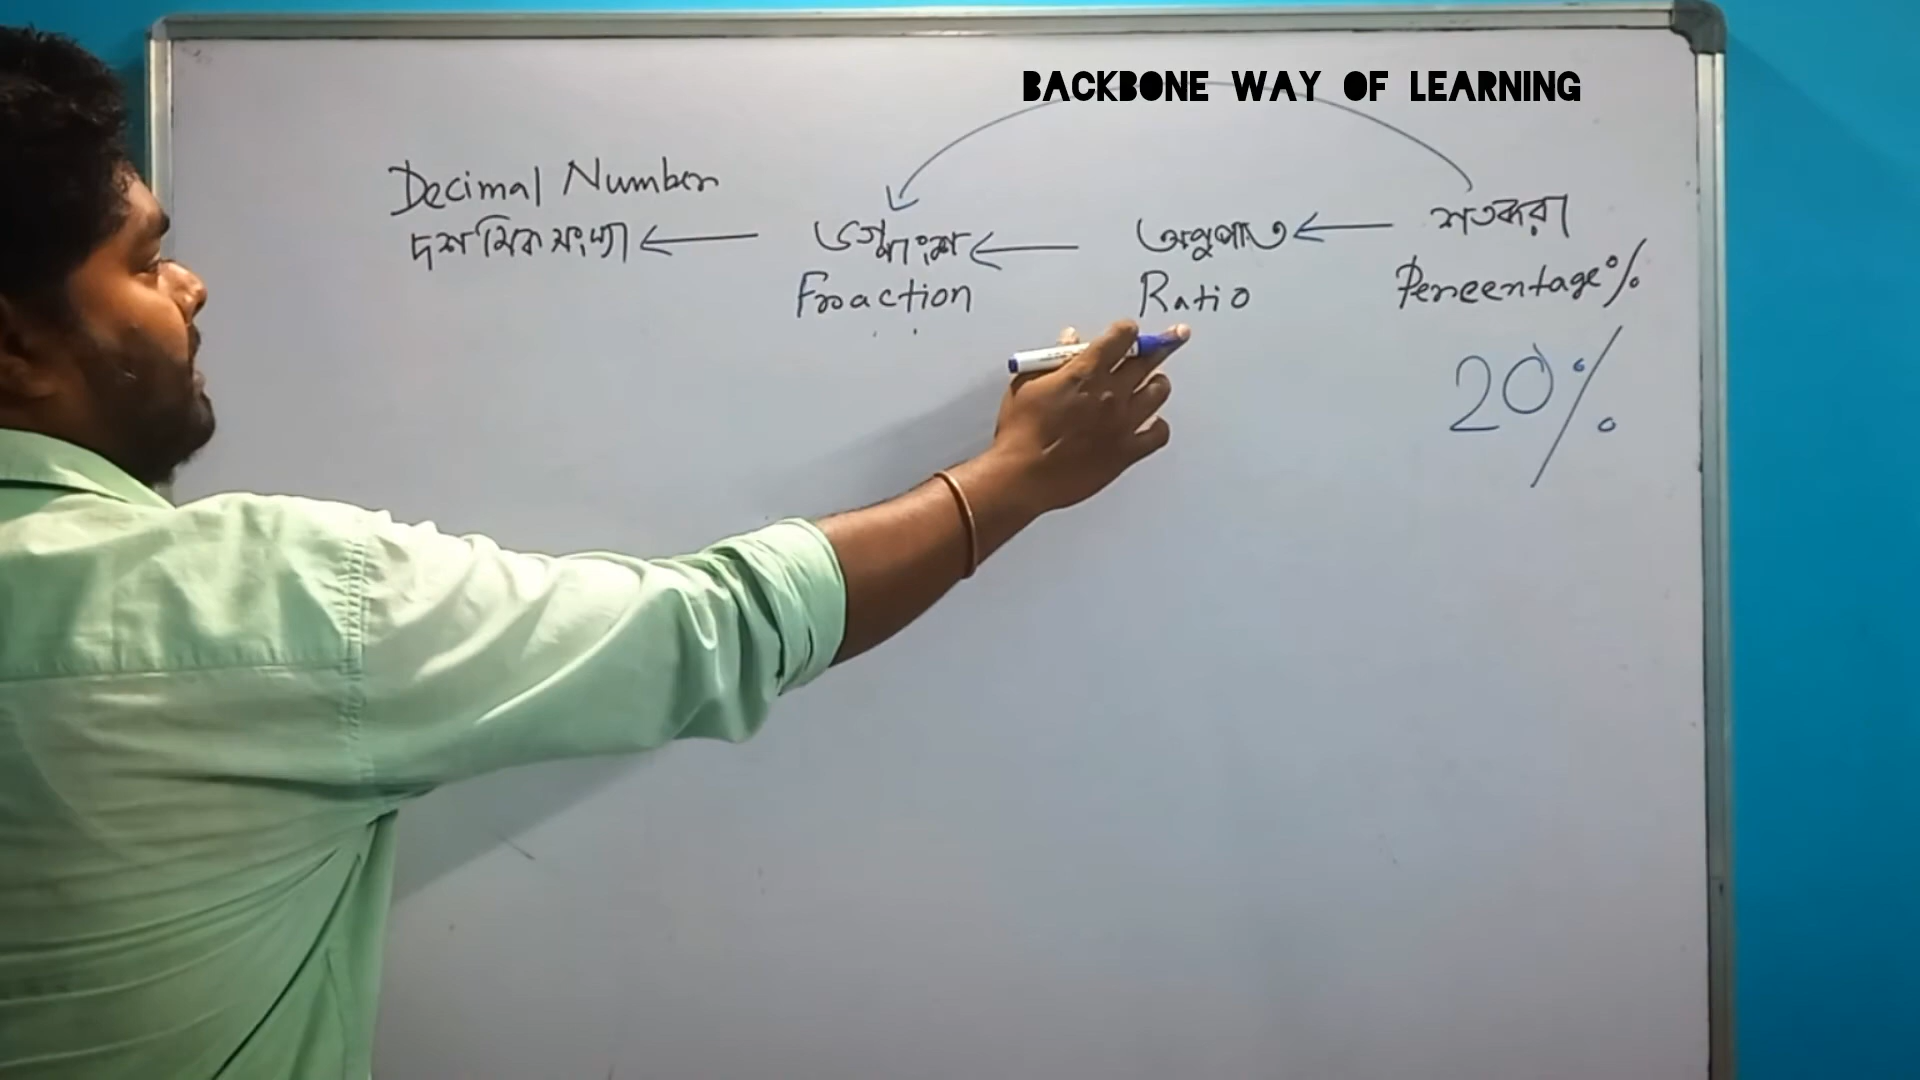 BACKBONE WAY OF LEARNING
Decimal Number
দশমিক সংখ্যা ← ভগ্নাংশ ← অনুপাত ← শতকরা
Fraction Ratio Percentage %
20%